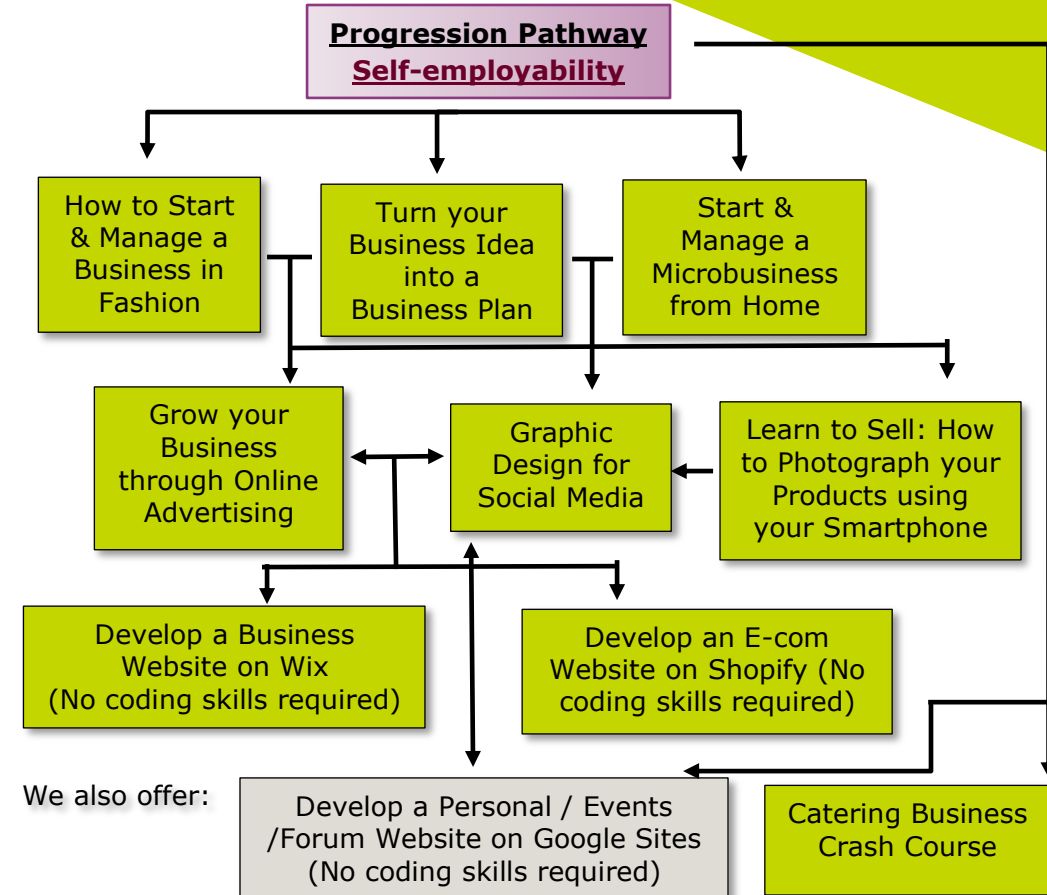 Progression Pathway
Self-employability
How to Start
& Manage a
Business in
Fashion
Turn your
Business Idea
into a
Business Plan
Start &
Manage a
Microbusiness
from Home
Grow your
Business
through Online
Advertising
Graphic
Design for
Social Media
Learn to Sell: How
to Photograph your
Products using
your Smartphone
Develop a Business
Website on Wix
(No coding skills required)
Develop an E-com
Website on Shopify (No
coding skills required)
We also offer:
Develop a Personal / Events
/Forum Website on Google Sites
(No coding skills required)
Catering Business
Crash Course